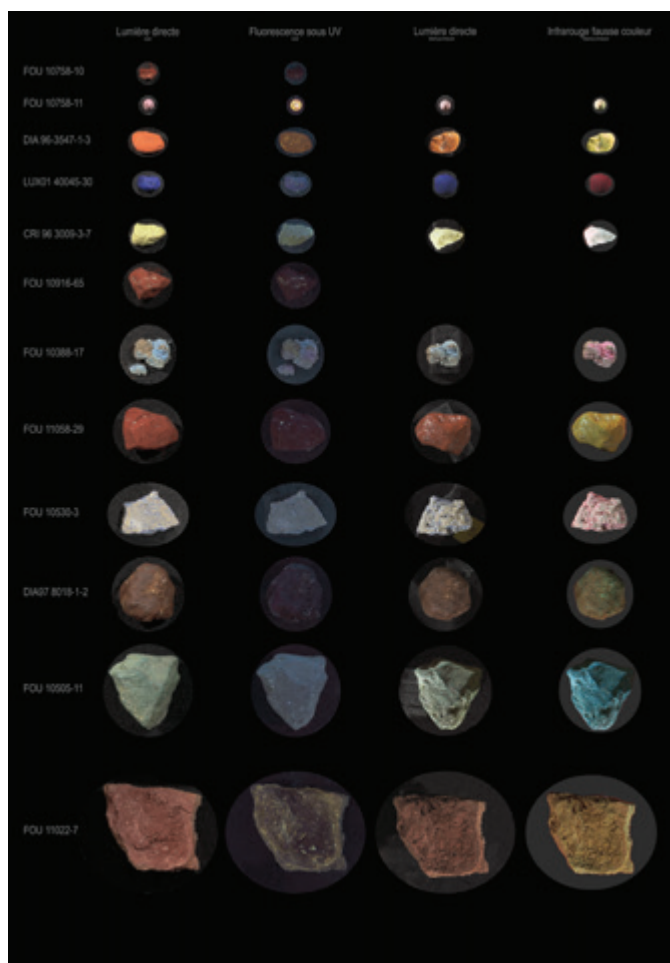 Lumière directe
Fluorescence sous UV
Lumière directe
Infrarouge fausse couleur
FOU 10758-10
FOU 10758-11
DIA 96-3547-1-3
LUX01 40045-30
CRI 96 3009-3-7
FOU 10916-65
FOU 10388-17
FOU 11058-29
FOU 10530-3
DIA97 8018-1-2
FOU 10505-11
FOU 11022-7